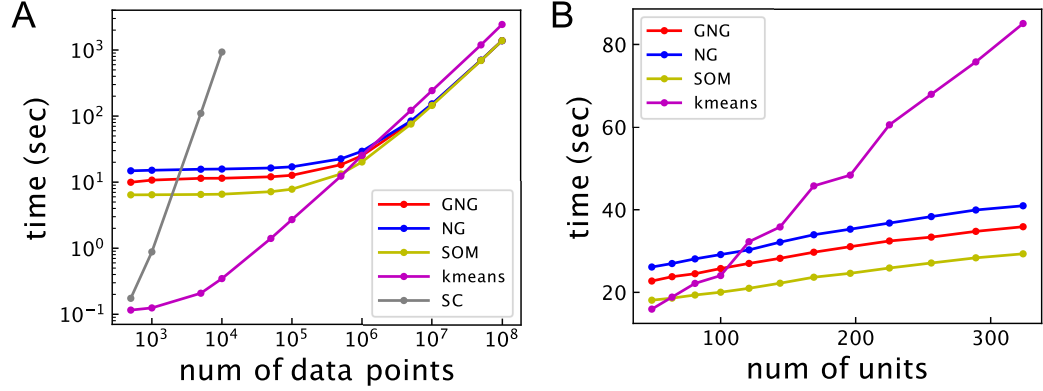 A
time (sec)
10³
10²
10¹
10⁰
10⁻¹
GNG
NG
SOM
kmeans
SC
10³ 10⁴ 10⁵ 10⁶ 10⁷ 10⁸
num of data points
B
time (sec)
80
60
40
20
GNG
NG
SOM
kmeans
100 200 300
num of units